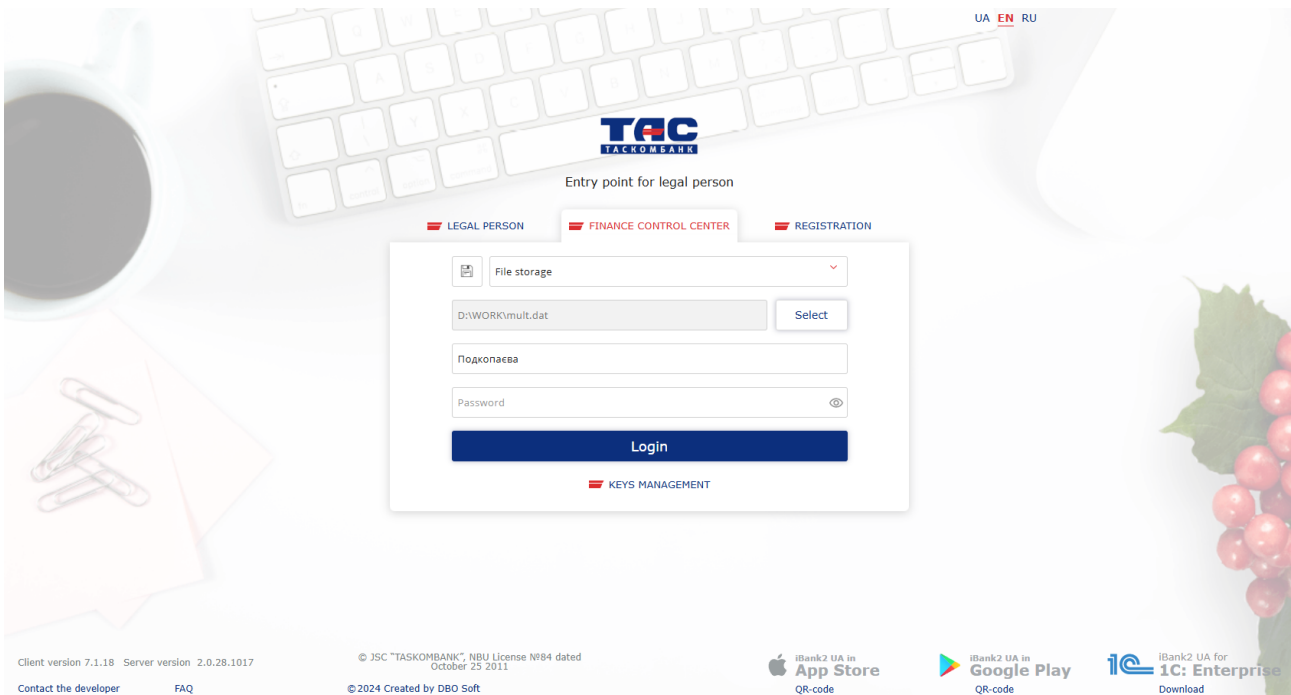 UA EN RU
ТАС
ТАСКОМБАНК
Entry point for legal person
LEGAL PERSON
FINANCE CONTROL CENTER
REGISTRATION
File storage
D:\WORK\mult.dat
Select
Подкопаєва
Password
Login
KEYS MANAGEMENT
Client version 7.1.18 Server version 2.0.28.1017
© JSC "TASKOMBANK", NBU License №84 dated
October 25 2011
iBank2 UA in
App Store
iBank2 UA in
Google Play
1C
iBank2 UA for
1C: Enterprise
Contact the developer
FAQ
©2024 Created by DBO Soft
QR-code
QR-code
Download